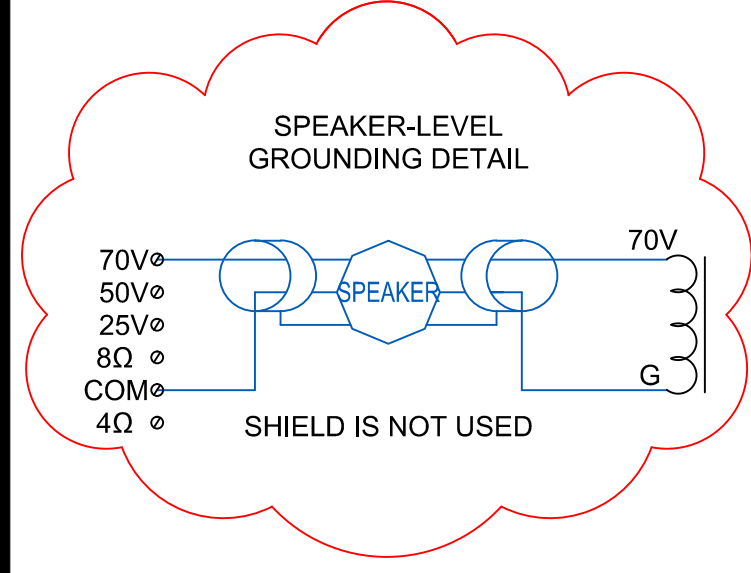 SPEAKER-LEVEL
GROUNDING DETAIL
70V
70V
50V
SPEAKER
25V
8Ω
COM
G
4Ω
SHIELD IS NOT USED